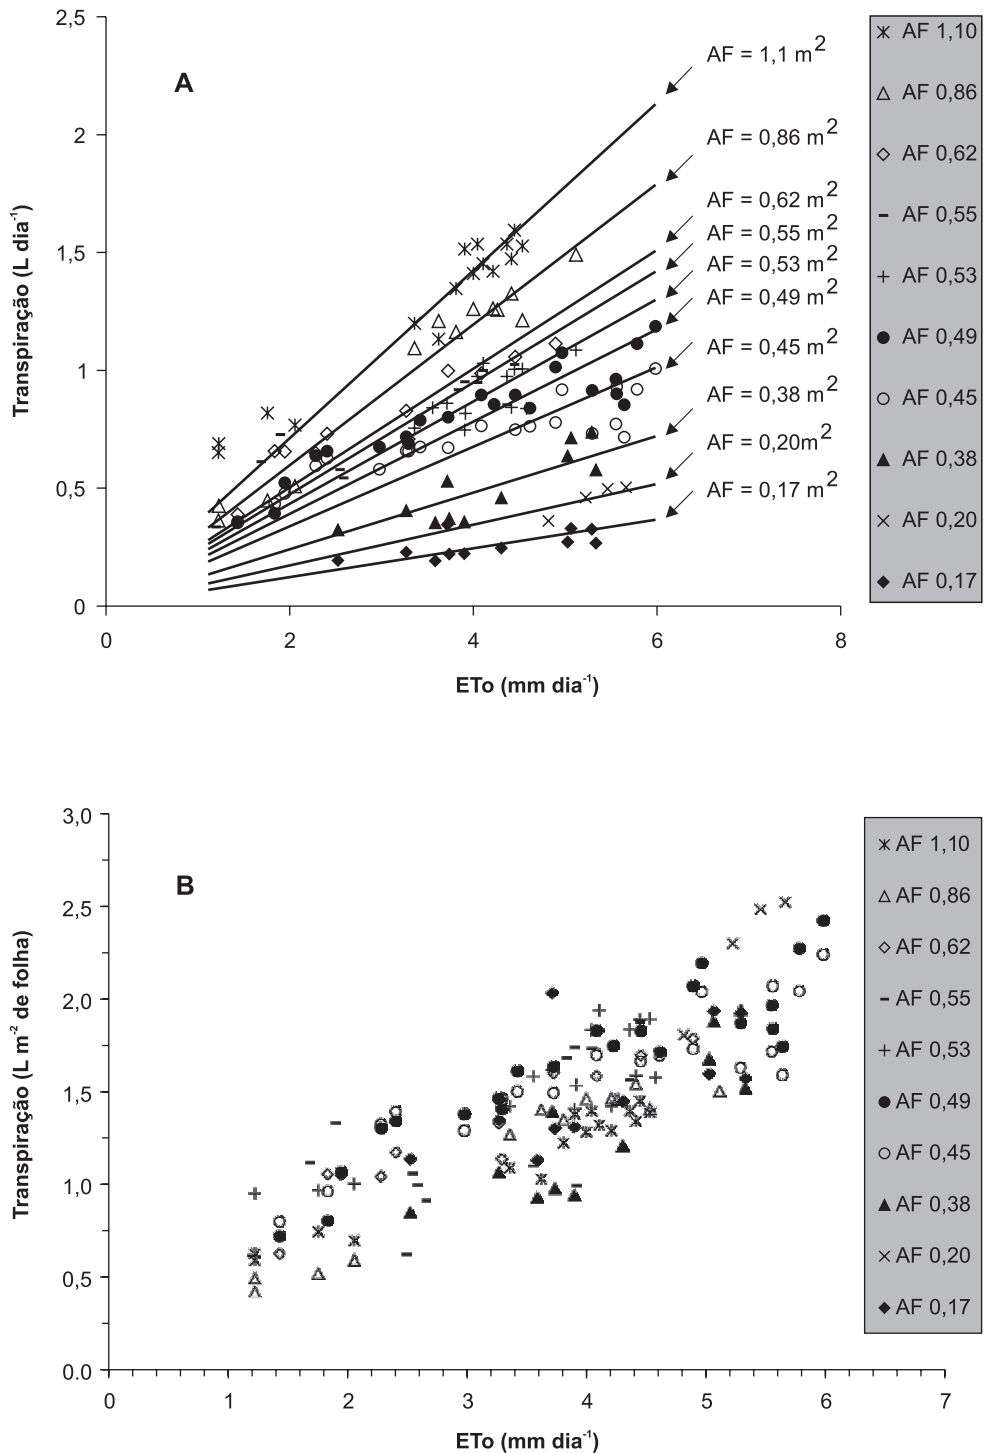 2,5
2
1,5
1
0,5
0
0
2
4
6
8
A
Transpiração (L dia⁻¹)
ETo (mm dia⁻¹)
AF = 1,1 m²
AF = 0,86 m²
AF = 0,62 m²
AF = 0,55 m²
AF = 0,53 m²
AF = 0,49 m²
AF = 0,45 m²
AF = 0,38 m²
AF = 0,20m²
AF = 0,17 m²
AF 1,10
AF 0,86
AF 0,62
AF 0,55
AF 0,53
AF 0,49
AF 0,45
AF 0,38
AF 0,20
AF 0,17
3,0
2,5
2,0
1,5
1,0
0,5
0.0
0
1
2
3
4
5
6
7
B
Transpiração (L m⁻² de folha)
ETo (mm dia⁻¹)
AF 1,10
AF 0,86
AF 0,62
AF 0,55
AF 0,53
AF 0,49
AF 0,45
AF 0,38
AF 0,20
AF 0,17